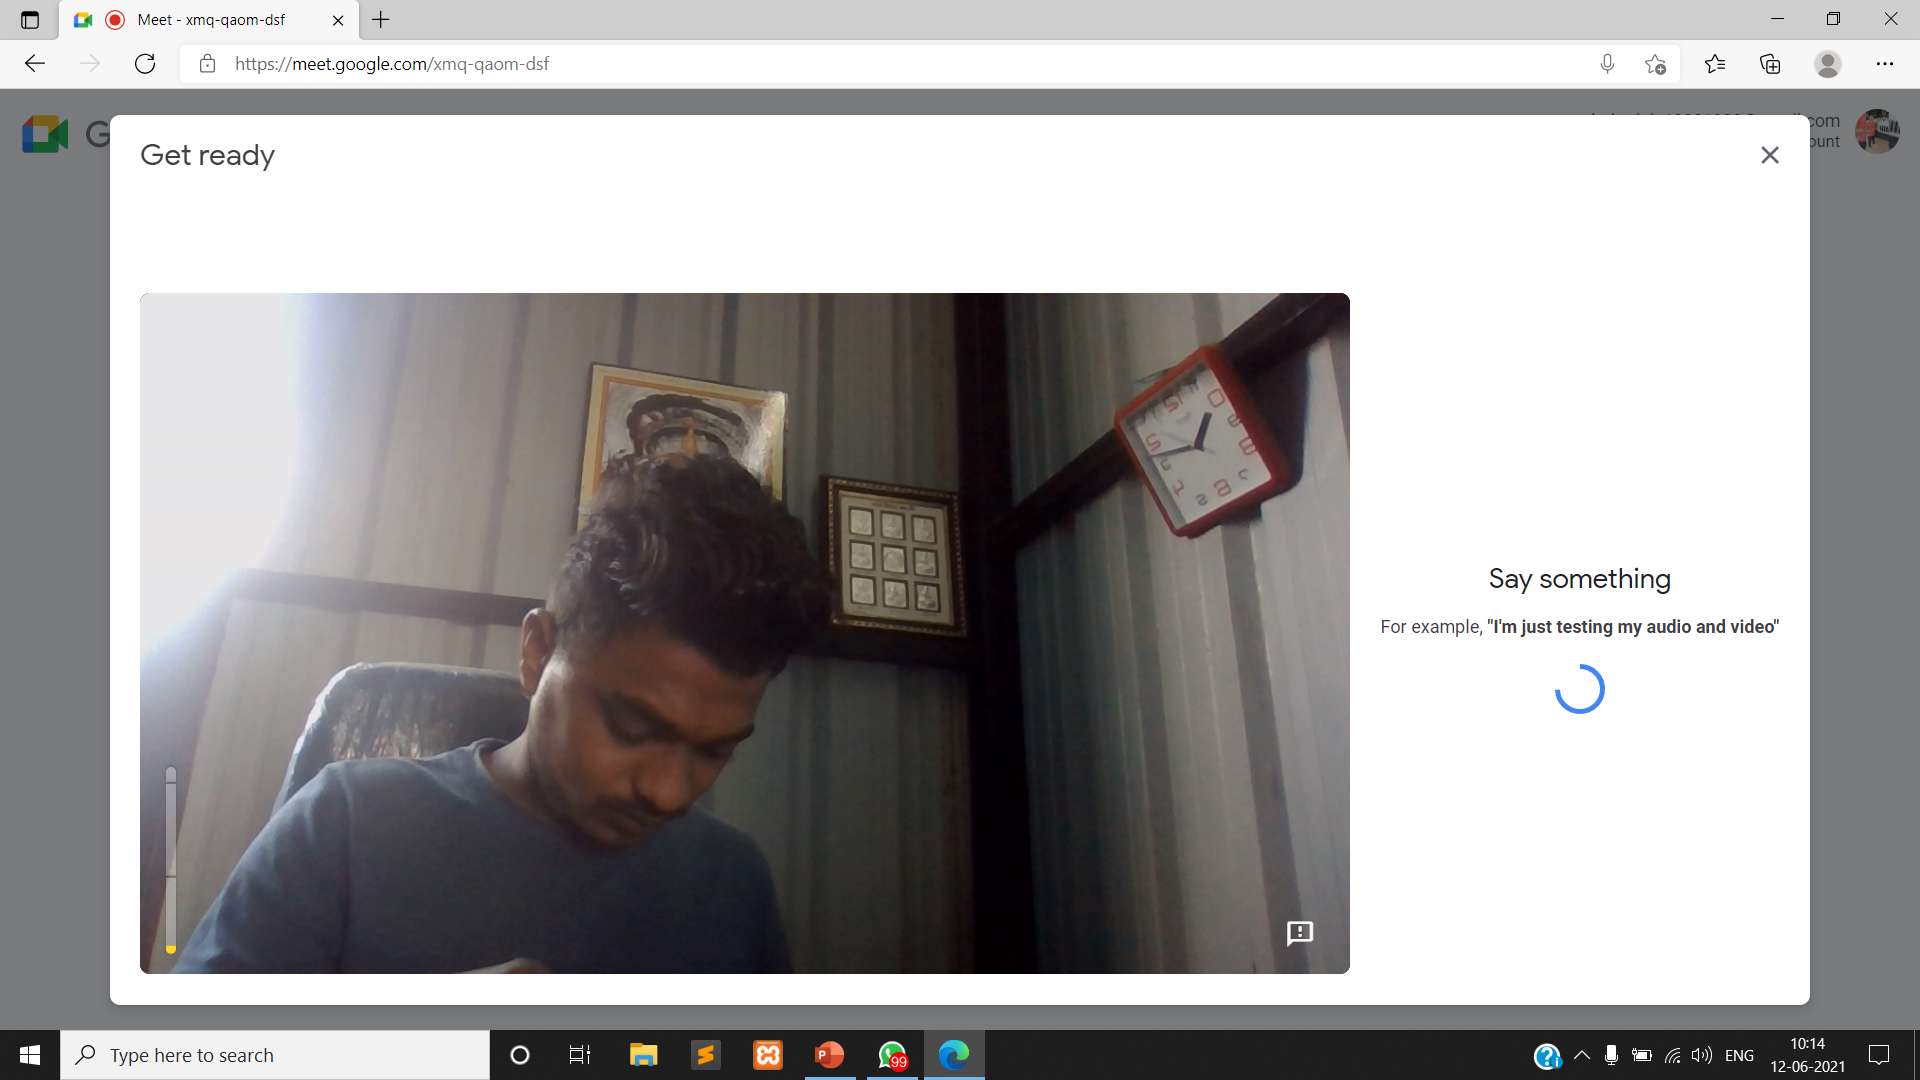 Meet - xmq-qaom-dsf
https://meet.google.com/xmq-qaom-dsf
G
com
ount
Get ready
Say something
For example, "I'm just testing my audio and video"
Type here to search
99
ENG
10:14
12-06-2021